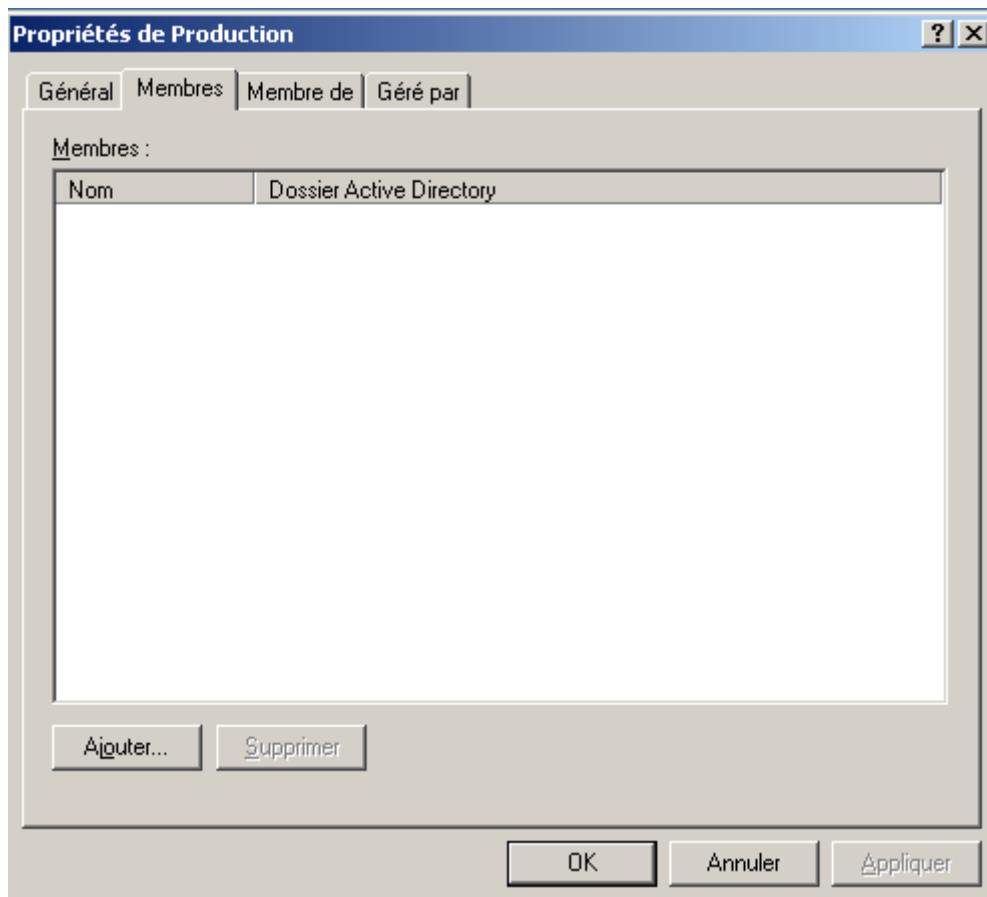 Propriétés de Production
Général Membres Membre de Géré par
Membres :
Nom Dossier Active Directory
Ajouter... Supprimer
OK Annuler Appliquer